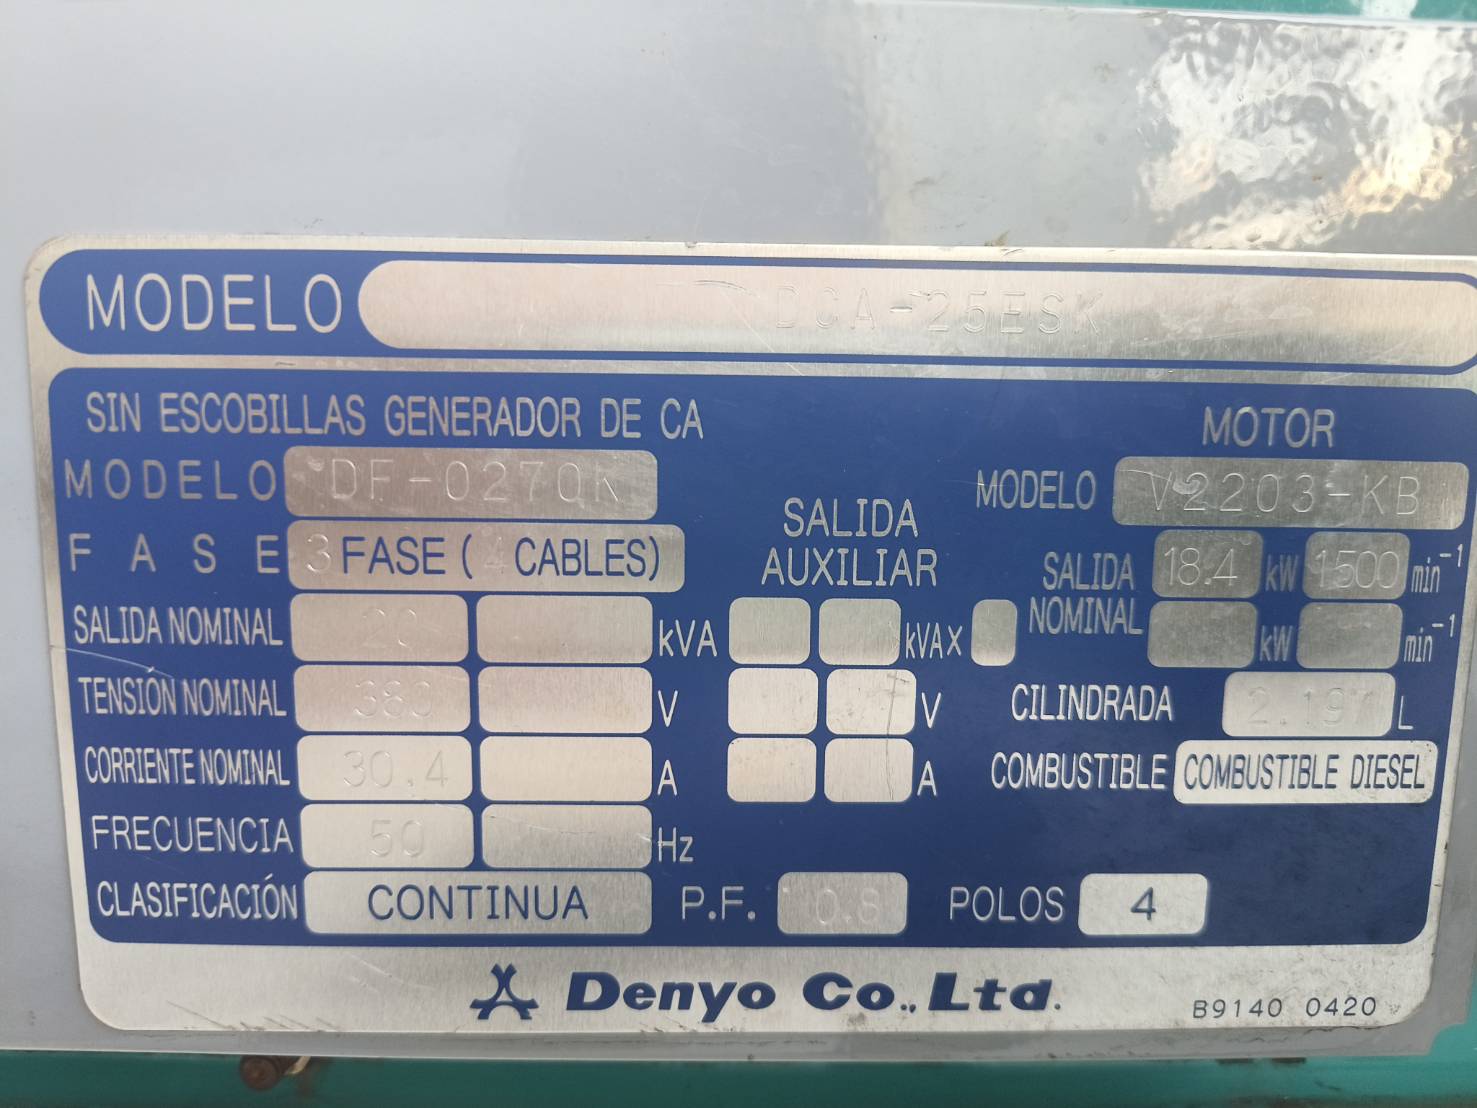 MODELO DCA-25ESK
SIN ESCOBILLAS GENERADOR DE CA
MODELO DF-0270K
FASE 3 FASE ( 4 CABLES)
SALIDA NOMINAL 20 kVA
TENSIÓN NOMINAL 380 V
CORRIENTE NOMINAL 30.4 A
FRECUENCIA 50 Hz
CLASIFICACIÓN CONTINUA P.F. 0.8 POLOS 4
SALIDA
AUXILIAR
kVA×
V
A
MOTOR
MODELO V2203-KB
SALIDA 18.4 kW 1500 min⁻¹
NOMINAL kW min⁻¹
CILINDRADA 2.197 L
COMBUSTIBLE COMBUSTIBLE DIESEL
Denyo Co., Ltd.
B9140 0420